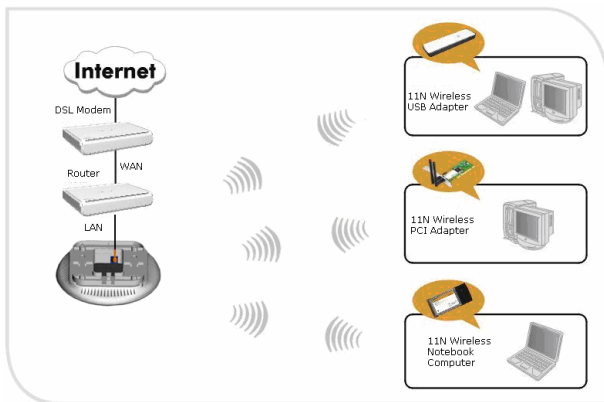 Internet
DSL Modem
WAN
Router
LAN
11N Wireless
USB Adapter
11N Wireless
PCI Adapter
11N Wireless
Notebook
Computer